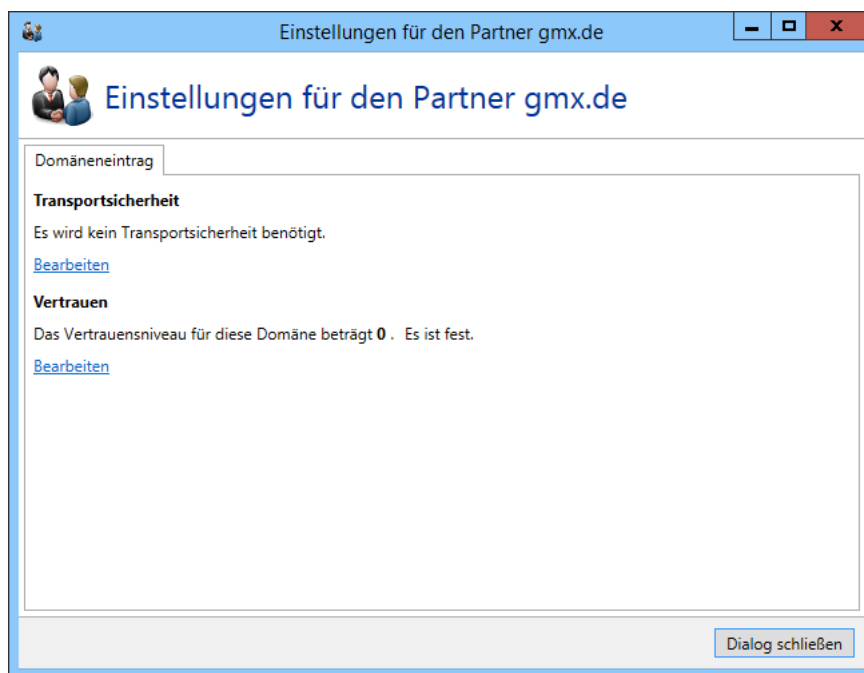 Einstellungen für den Partner gmx.de
Einstellungen für den Partner gmx.de
Domäneneintrag
Transportsicherheit
Es wird kein Transportsicherheit benötigt.
Bearbeiten
Vertrauen
Das Vertrauensniveau für diese Domäne beträgt 0 . Es ist fest.
Bearbeiten
Dialog schließen